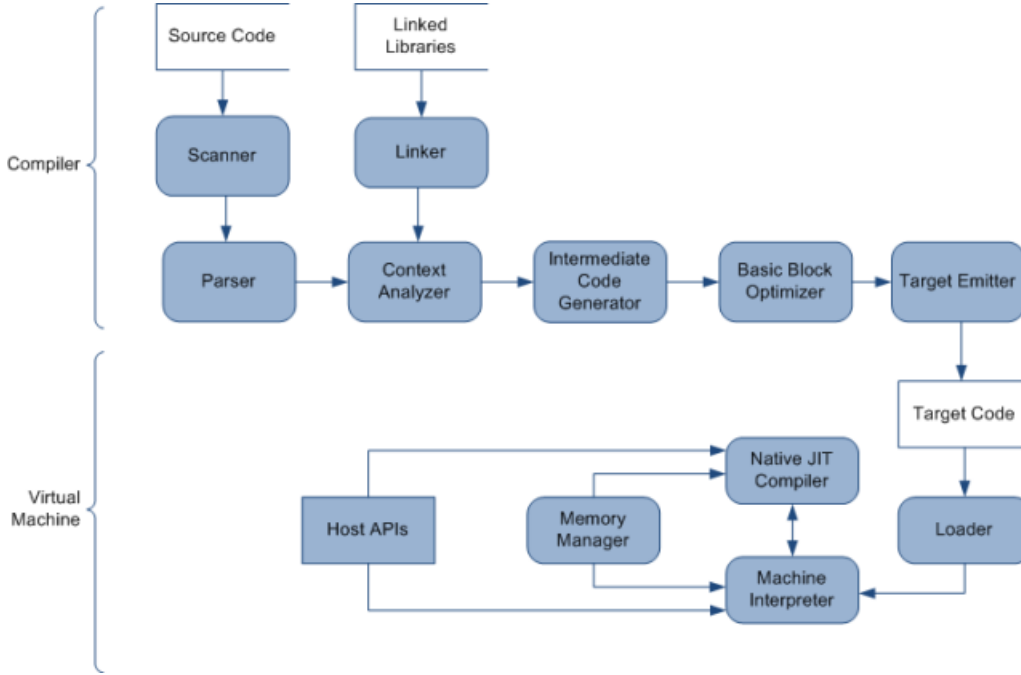 Source Code
Linked
Libraries
Compiler
Scanner
Linker
Parser
Context
Analyzer
Intermediate
Code
Generator
Basic Block
Optimizer
Target Emitter
Target Code
Virtual
Machine
Host APIs
Memory
Manager
Native JIT
Compiler
Loader
Machine
Interpreter